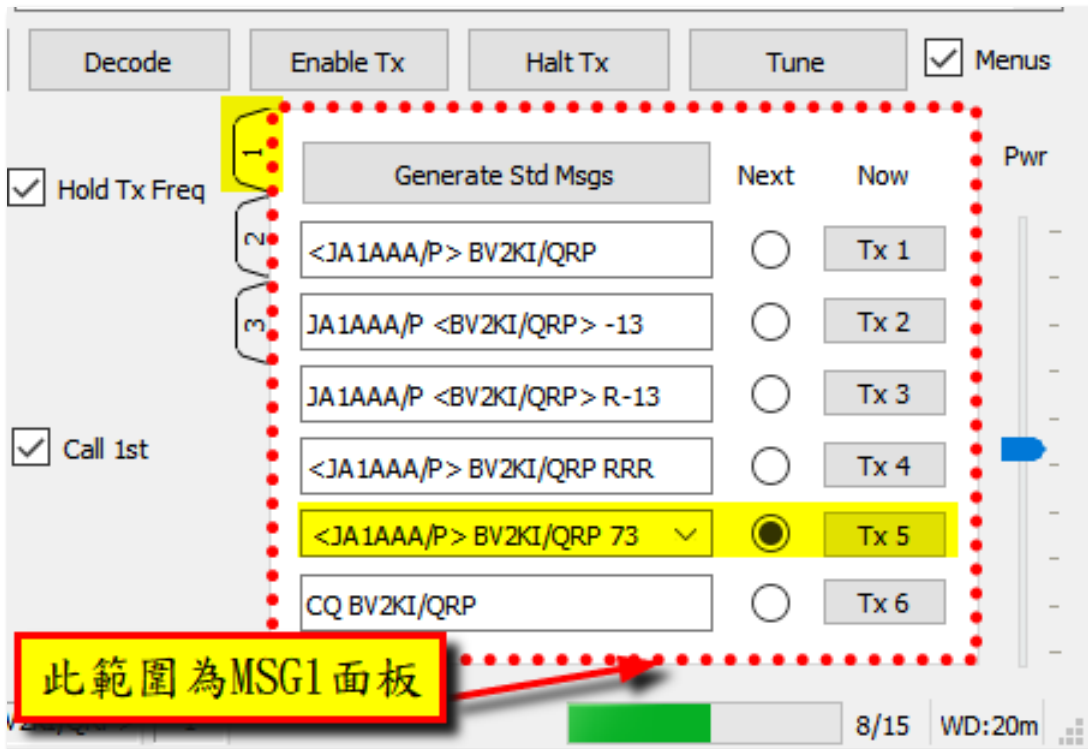 Decode Enable Tx Halt Tx Tune Menus
1 Pwr
Hold Tx Freq Generate Std Msgs Next Now
2 <JA1AAA/P> BV2KI/QRP Tx 1
3 JA1AAA/P <BV2KI/QRP> -13 Tx 2
JA1AAA/P <BV2KI/QRP> R-13 Tx 3
Call 1st <JA1AAA/P> BV2KI/QRP RRR Tx 4
<JA1AAA/P> BV2KI/QRP 73 Tx 5
CQ BV2KI/QRP Tx 6
此範圍為MSG1面板
8/15 WD:20m